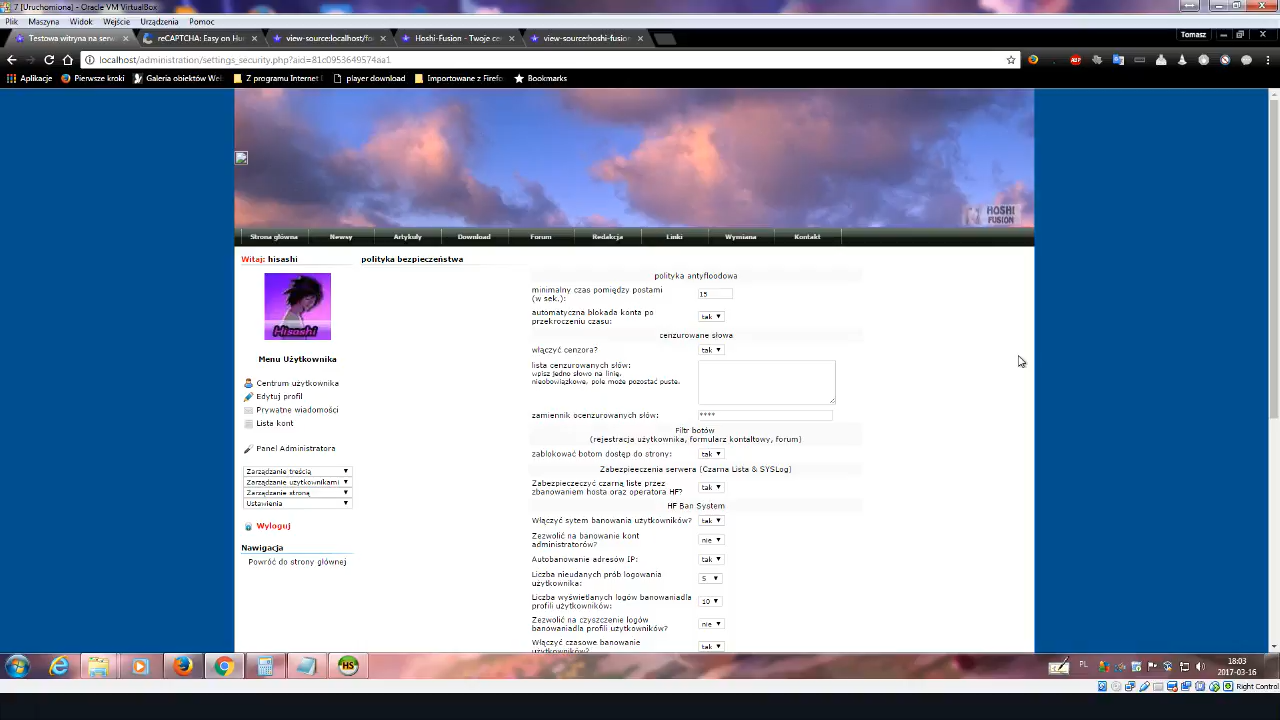 7 [Uruchomiona] - Oracle VM VirtualBox
Plik Maszyna Widok Wejście Urządzenia Pomoc
Testowa witryna na serw reCAPTCHA: Easy on Hu view-source:localhost/fo Hoshi-Fusion - Twoje ce view-source:hoshi-fusion Tomasz
localhost/administration/settings_security.php?aid=81c0953649574aa1
Aplikacje Pierwsze kroki Galeria obiektów We Z programu Internet player download Importowane z Firefo Bookmarks
HOSHI
FUSION
Strona główna Newsy Artykuły Download Forum Redakcja Linki Wymiana Kontakt
Witaj: hisashi
Hisashi
Menu Użytkownika
Centrum użytkownika
Edytuj profil
Prywatne wiadomości
Lista kont
Panel Administratora
Zarządzanie treścią
Zarządzanie użytkownikami
Zarządzanie stroną
Ustawienia
Wyloguj
Nawigacja
Powróć do strony głównej
polityka bezpieczeństwa
polityka antyfloodowa
minimalny czas pomiędzy postami
(w sek.): 15
automatyczna blokada konta po
przekroczeniu czasu: tak
cenzurowane słowa
włączyć cenzora? tak
lista cenzurowanych słów:
wpisz jedno słowo na linię,
nieobowiązkowe, pole może pozostać puste.
zamiennik ocenzurowanych słów: ****
Filtr botów
(rejestracja użytkownika, formularz kontaltowy, forum)
zablokować botom dostęp do strony: tak
Zabezpieeczenia serwera (Czarna Lista & SYSLog)
Zabezpieczeczyć czarną liste przez
zbanowaniem hosta oraz operatora HF? tak
HF Ban System
Włączyć sytem banowania użytkowników? tak
Zezwolić na banowanie kont
administratorów? nie
Autobanowanie adresów IP: tak
Liczba nieudanych prób logowania
użytkownika: 5
Liczba wyświetlanych logów banowaniadla
profili użytkowników: 10
Zezwolić na czyszczenie logów
banowaniadla profili użytkowników? nie
Włączyć czasowe banowanie
użytkowników? tak
HS
PL
18:03
2017-03-16
Right Control